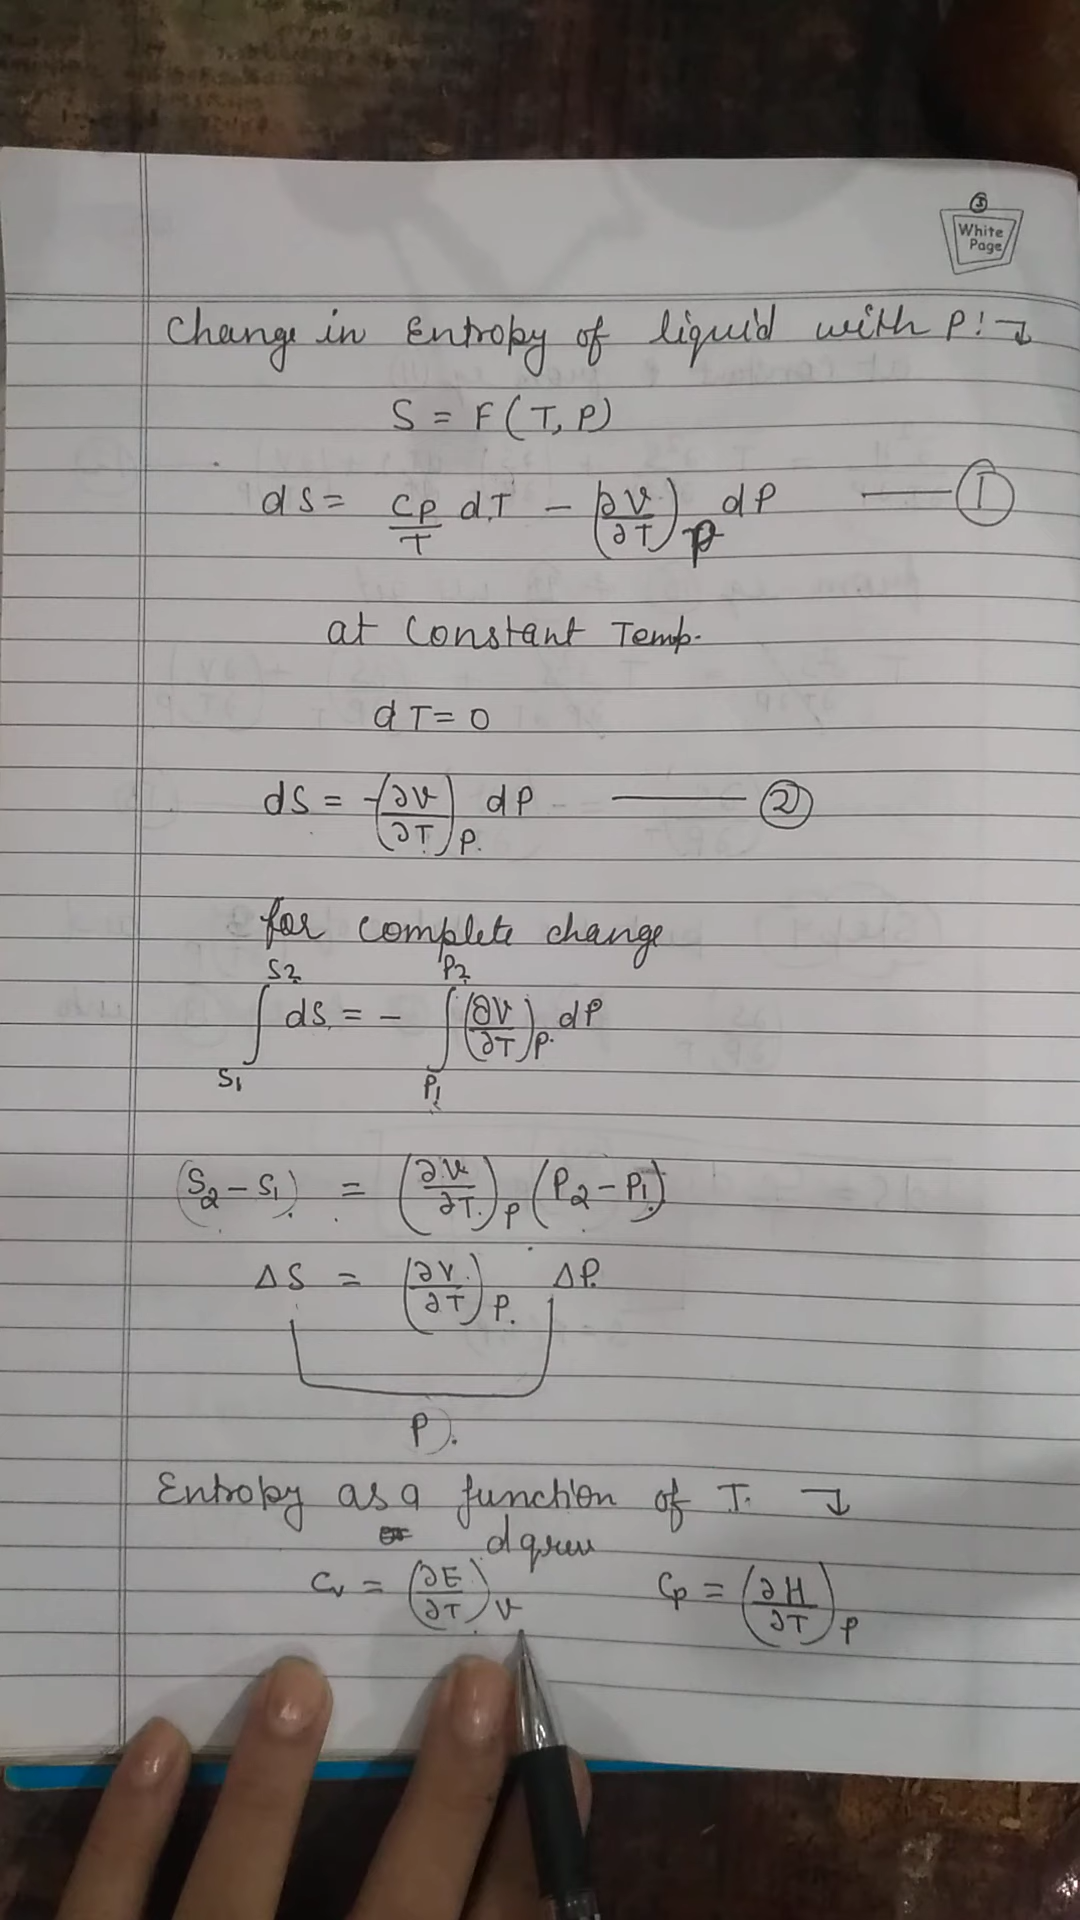 ③
White
Page
Change in Entropy of liquid with P:↴
S = F(T, P)
dS = CP/T dT - (∂V/∂T)P dP —— ①
at Constant Temp.
dT = 0
dS = -(∂V/∂T)P. dP —— ②
for complete change
∫S1^S2 dS = - ∫P1^P2 (∂V/∂T)P. dP
(S2 - S1) = (∂V/∂T)P (P2 - P1)
ΔS = (∂V/∂T)P. ΔP.
P).
Entropy as a function of T. ↴
Cv = (∂E/∂T)V CP = (∂H/∂T)P